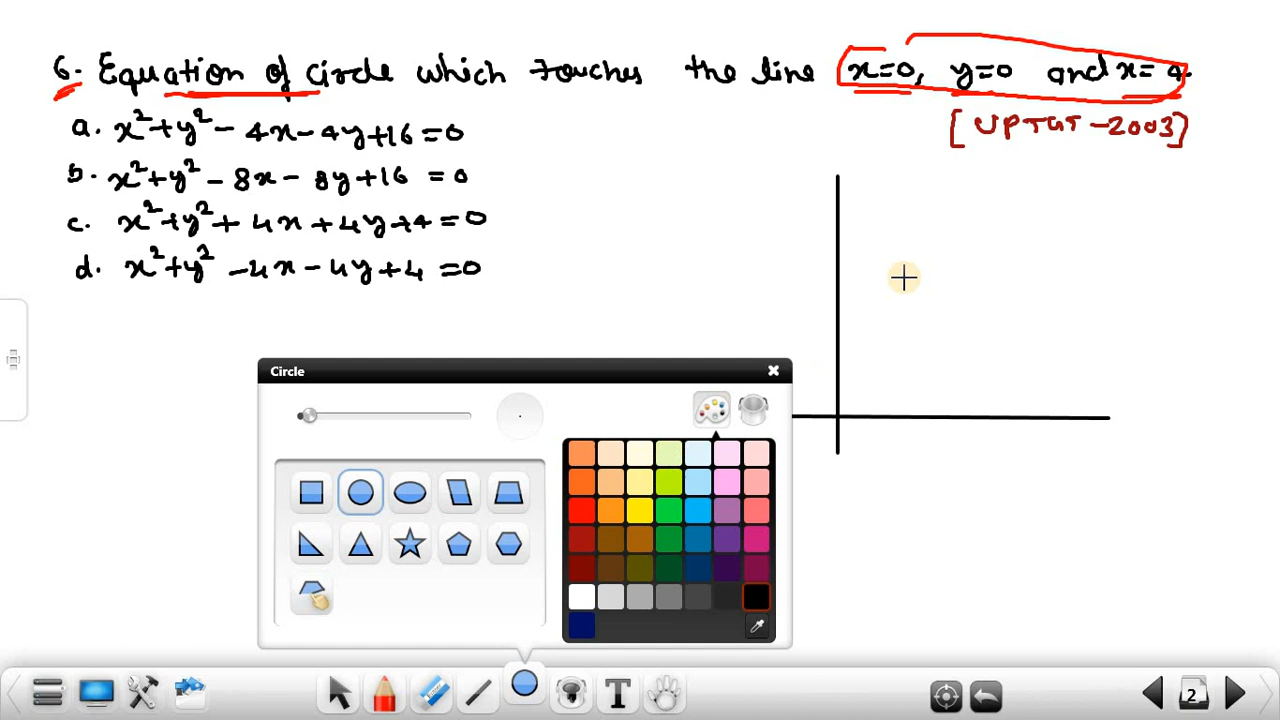 6. Equation of circle which touches the line x=0, y=0 and x=4.
[UPTGT-2003]
a. x²+y²-4x-4y+16=0
b. x²+y²-8x-8y+16=0
c. x²+y²+4x+4y+4=0
d. x²+y²-4x-4y+4=0
Circle
T
2